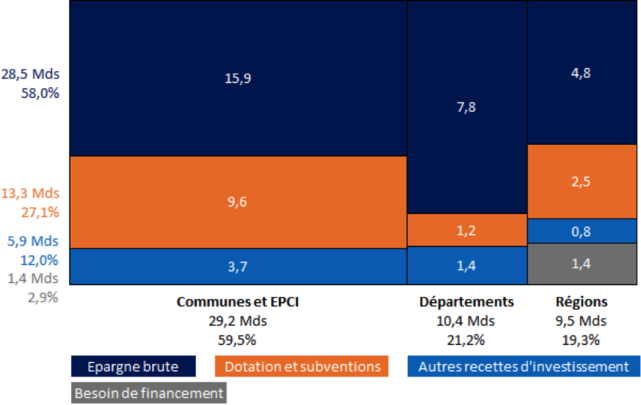 28,5 Mds
58,0%
13,3 Mds
27,1%
5,9 Mds
12,0%
1,4 Mds
2,9%
15,9
7,8
4,8
9,6
1,2
2,5
3,7
1,4
0,8
1,4
Communes et EPCI
29,2 Mds
59,5%
Départements
10,4 Mds
21,2%
Régions
9,5 Mds
19,3%
Epargne brute
Dotation et subventions
Autres recettes d'investissement
Besoin de financement